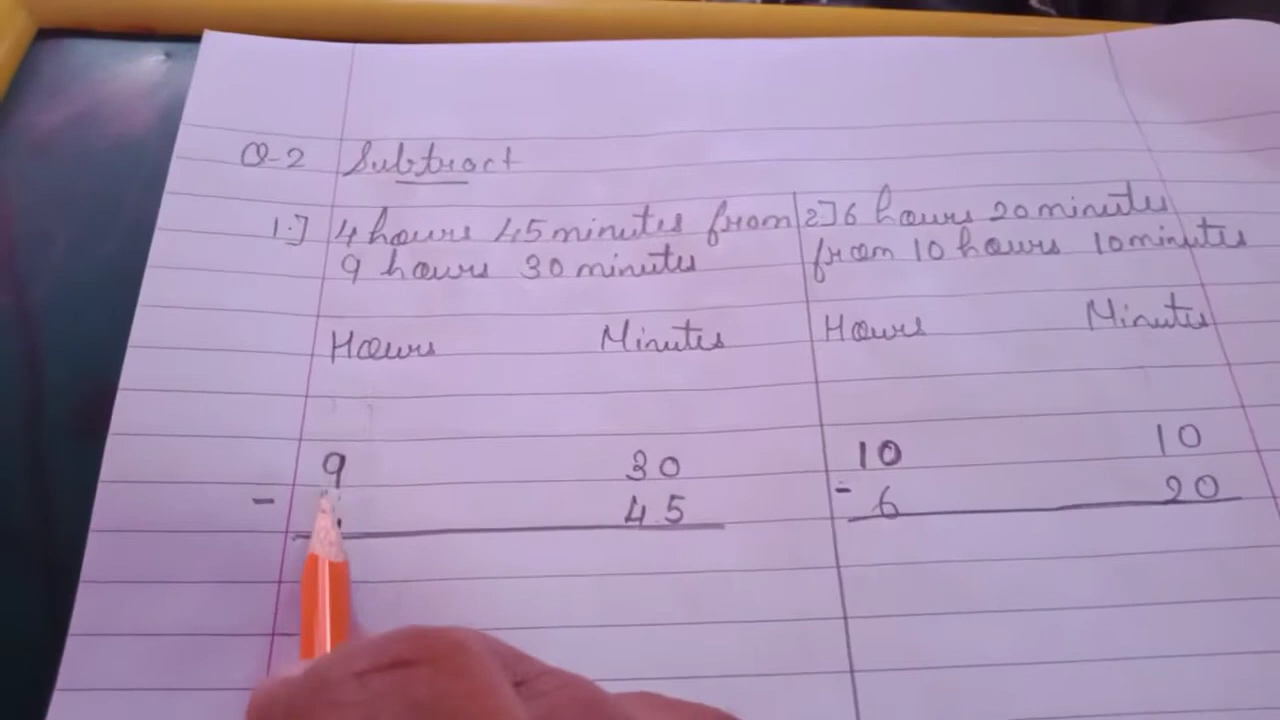 Q-2 Subtract
1.] 4 hours 45 minutes from
9 hours 30 minutes
Hours Minutes
9 30
- 45
2] 6 hours 20 minutes
from 10 hours 10 minutes
Hours Minutes
10 10
- 6 20